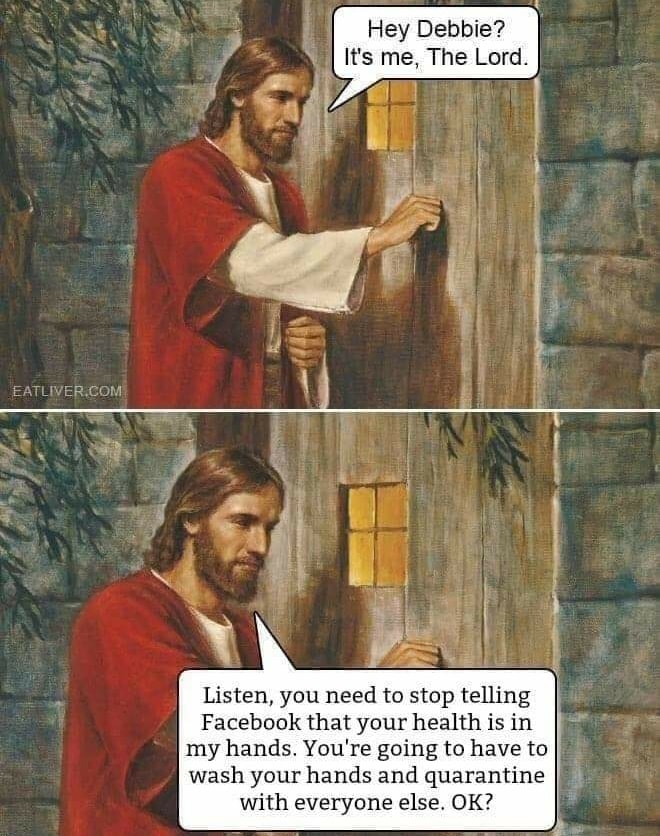 Hey Debbie?
It's me, The Lord.
EATLIVER.COM
Listen, you need to stop telling
Facebook that your health is in
my hands. You're going to have to
wash your hands and quarantine
with everyone else. OK?